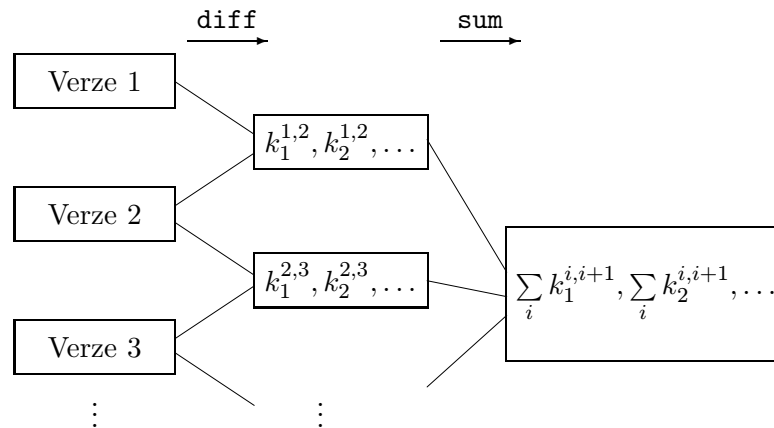 diff sum
Verze 1
k_1^{1,2}, k_2^{1,2}, …
Verze 2
∑_i k_1^{i,i+1}, ∑_i k_2^{i,i+1}, …
k_1^{2,3}, k_2^{2,3}, …
Verze 3
⋮ ⋮